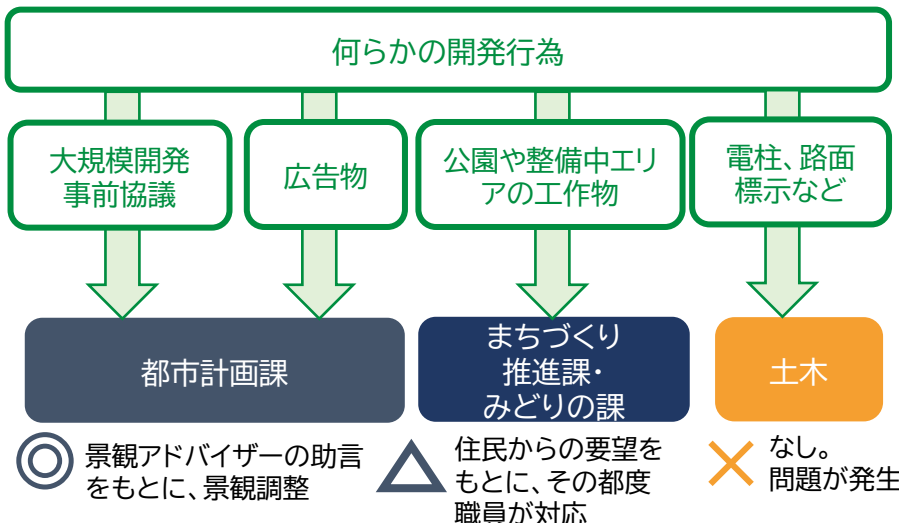 何らかの開発行為
大規模開発
事前協議
広告物
公園や整備中エリ
アの工作物
電柱、路面
標示など
都市計画課
まちづくり
推進課・
みどりの課
土木
景観アドバイザーの助言
をもとに、景観調整
住民からの要望を
もとに、その都度
職員が対応
なし。
問題が発生